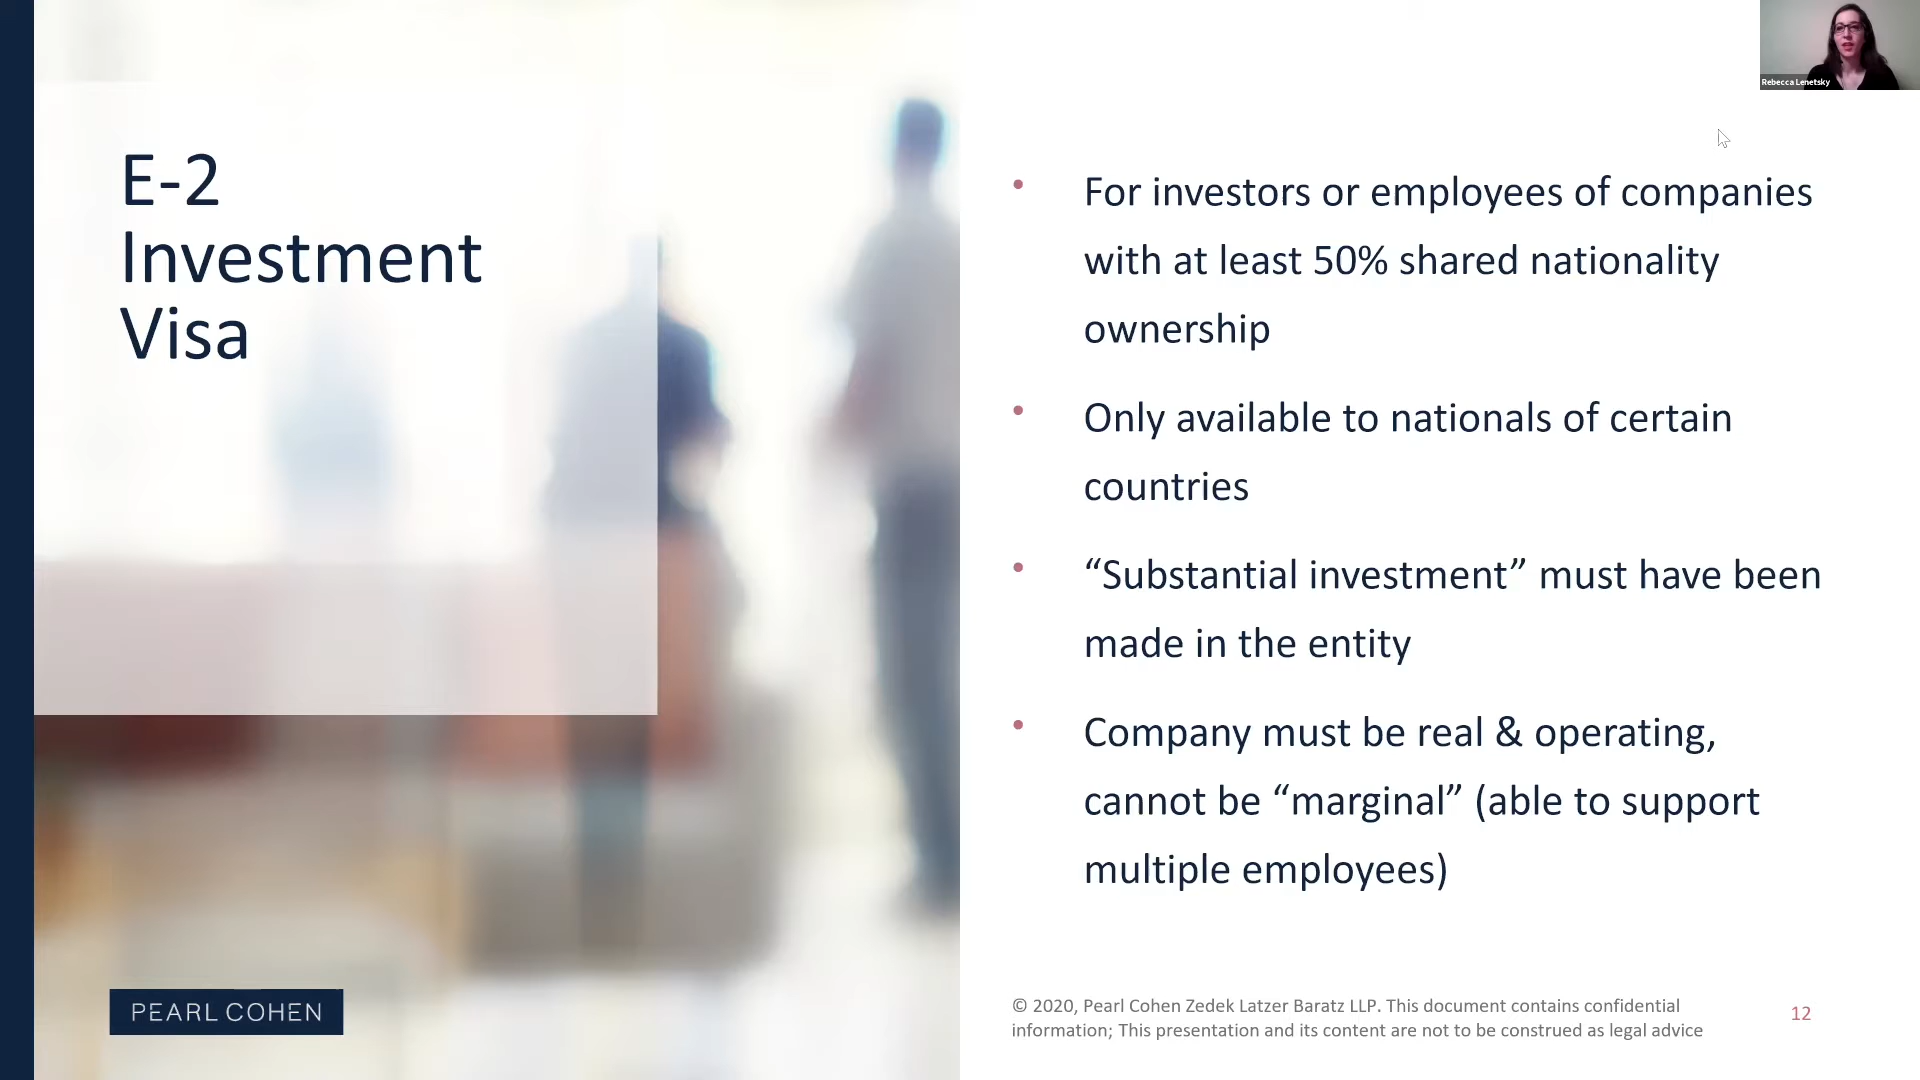 Rebecca Lenetsky
E-2
Investment
Visa
• For investors or employees of companies
with at least 50% shared nationality
ownership
• Only available to nationals of certain
countries
• “Substantial investment” must have been
made in the entity
• Company must be real & operating,
cannot be “marginal” (able to support
multiple employees)
PEARL COHEN
© 2020, Pearl Cohen Zedek Latzer Baratz LLP. This document contains confidential
information; This presentation and its content are not to be construed as legal advice
12